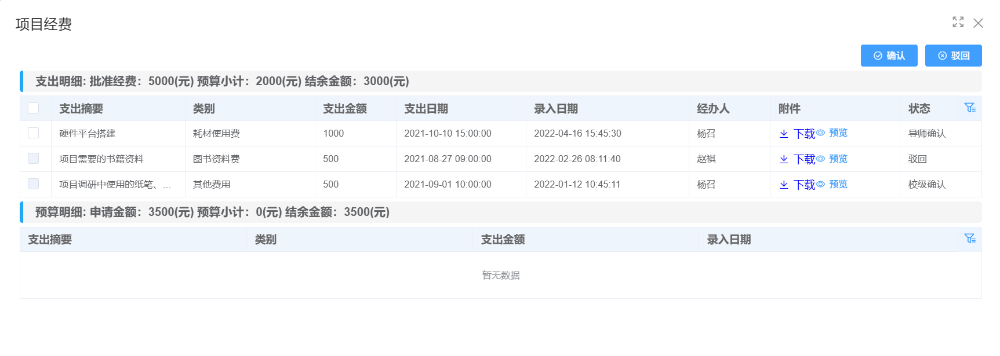 项目经费
确认 驳回
支出明细: 批准经费：5000(元) 预算小计：2000(元) 结余金额：3000(元)
支出摘要 类别 支出金额 支出日期 录入日期 经办人 附件 状态
硬件平台搭建 耗材使用费 1000 2021-10-10 15:00:00 2022-04-16 15:45:30 杨召 下载 预览 导师确认
项目需要的书籍资料 图书资料费 500 2021-08-27 09:00:00 2022-02-26 08:11:40 赵祺 下载 预览 驳回
项目调研中使用的纸笔、... 其他费用 500 2021-09-01 10:00:00 2022-01-12 10:45:11 杨召 下载 预览 校级确认
预算明细: 申请金额：3500(元) 预算小计：0(元) 结余金额：3500(元)
支出摘要 类别 支出金额 录入日期
暂无数据